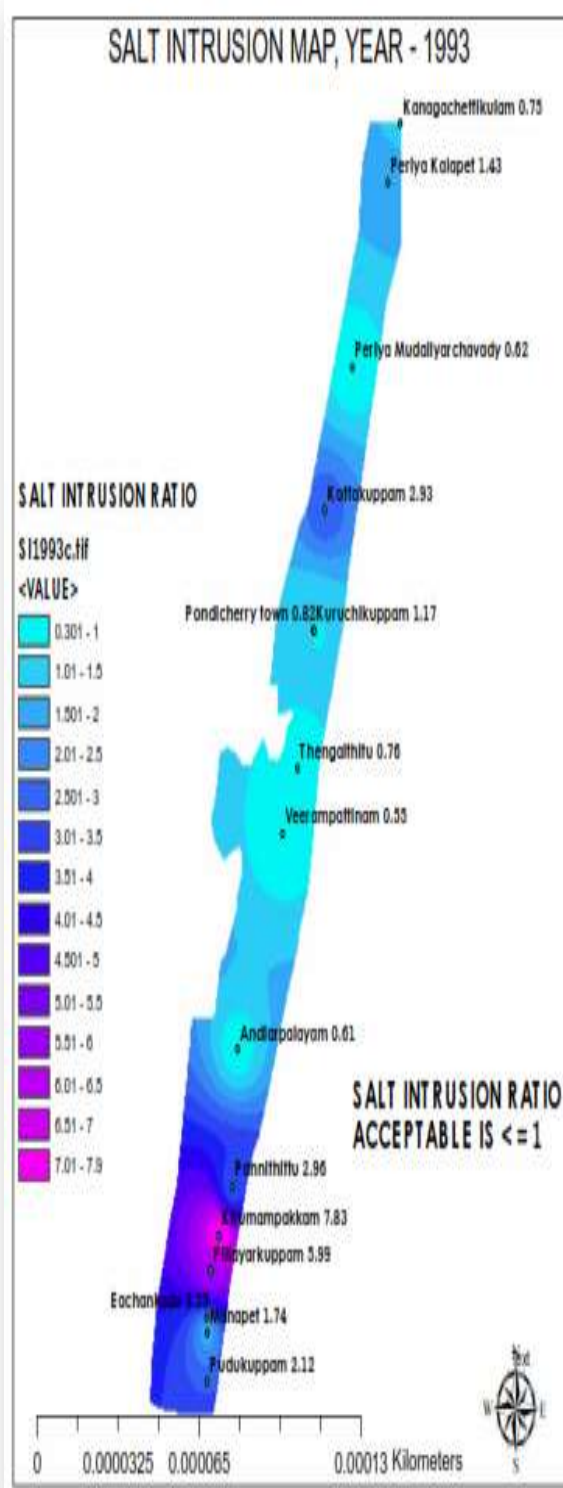 SALT INTRUSION MAP, YEAR - 1993
Kanagachettikulam 0.75
Periya Kalapet 1.43
Periya Mudaliyarchavady 0.62
Kottakuppam 2.93
Pondicherry town 0.82 Kuruchikuppam 1.17
Thengaithitu 0.76
Veerampattinam 0.55
Andiarpalayam 0.61
Pannithittu 2.96
Kirumampakkam 7.83
Pillayarkuppam 5.99
Manapet 1.74
Pudukuppam 2.12
SALT INTRUSION RATIO
SI1993c.tif
<VALUE>
0.301 - 1
1.01 - 1.5
1.501 - 2
2.01 - 2.5
2.501 - 3
3.01 - 3.5
3.51 - 4
4.01 - 4.5
4.501 - 5
5.01 - 5.5
5.51 - 6
6.01 - 6.5
6.51 - 7
7.01 - 7.9
SALT INTRUSION RATIO
ACCEPTABLE IS <=1
W E
S
0 0.0000325 0.000065 0.00013 Kilometers